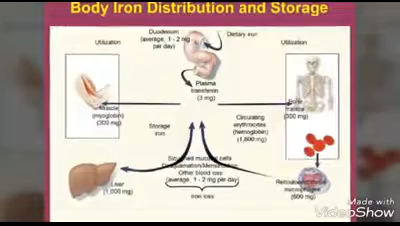 Body Iron Distribution and Storage
Duodenum
(average, 1 - 2 mg
per day)
Dietary iron
Utilization
Utilization
Plasma
transferrin
(3 mg)
Muscle
(myoglobin)
(300 mg)
Bone
marrow
(300 mg)
Circulating
erythrocytes
(hemoglobin)
(1,800 mg)
Storage
iron
mucosal cells
Desquamation/Menstruation
Other blood loss
(average, 1 - 2 mg per day)
Iron loss
Liver
(1,000 mg)
Reticuloendothelial
macrophages
(600 mg)
Made with
VideoShow